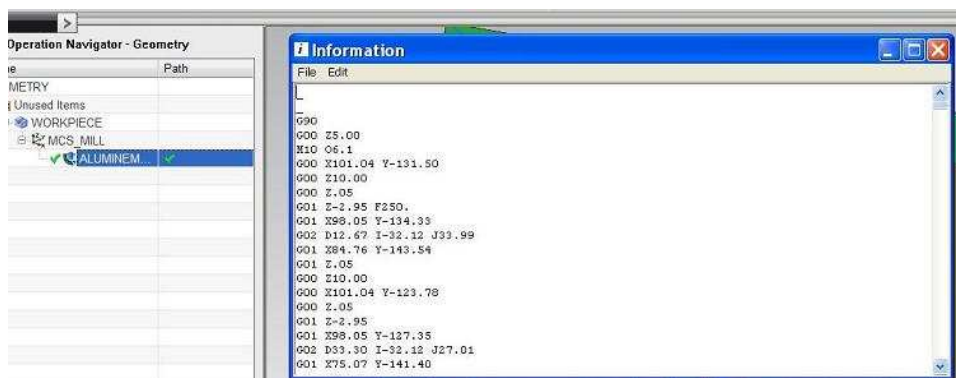 Operation Navigator - Geometry
e Path
METRY
Unused Items
WORKPIECE
MCS_MILL
ALUMINEM...
Information
File Edit
G90
G00 Z5.00
M10 O6.1
G00 X101.04 Y-131.50
G00 Z10.00
G00 Z.05
G01 Z-2.95 F250.
G01 X98.05 Y-134.33
G02 D12.67 I-32.12 J33.99
G01 X84.76 Y-143.54
G01 Z.05
G00 Z10.00
G00 X101.04 Y-123.78
G00 Z.05
G01 Z-2.95
G01 X98.05 Y-127.35
G02 D33.30 I-32.12 J27.01
G01 X75.07 Y-141.40